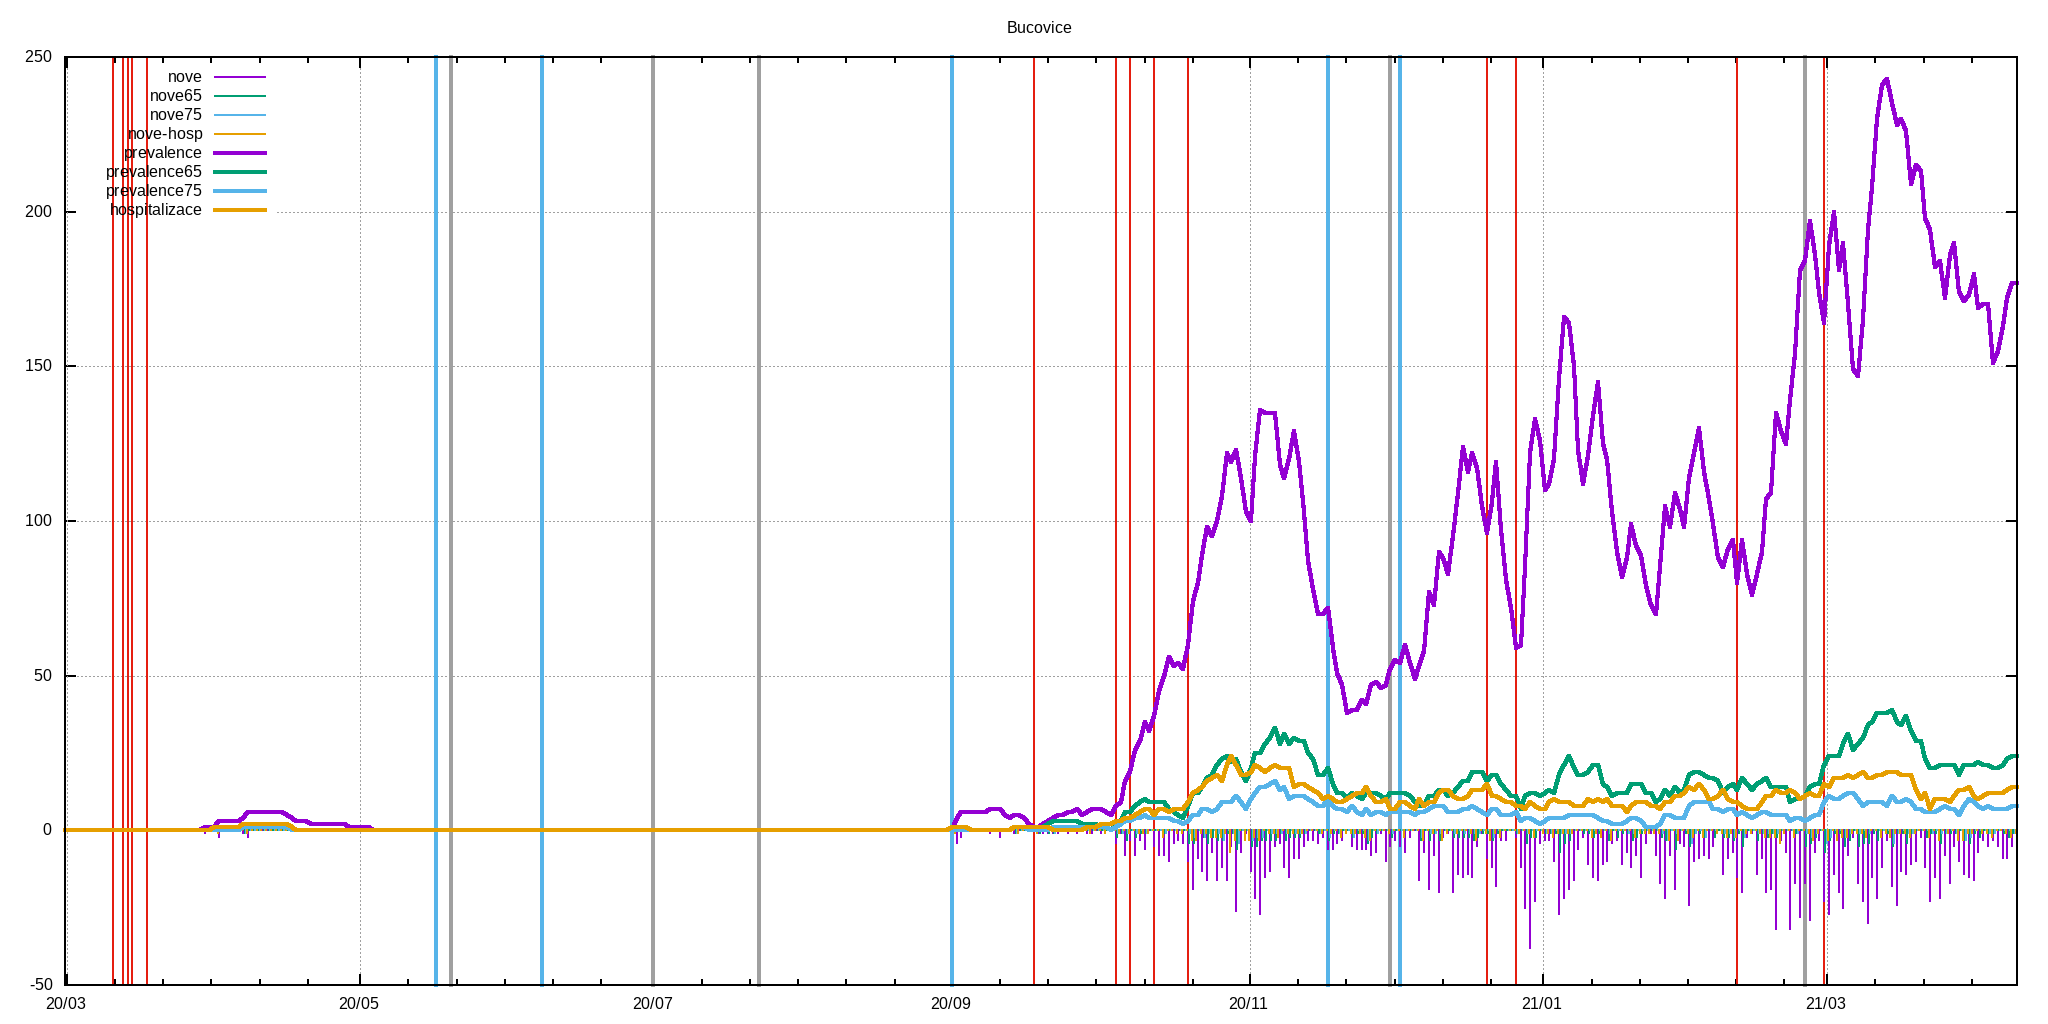 Bucovice
250
200
150
100
50
0
-50
nove
nove65
nove75
nove-hosp
prevalence
prevalence65
prevalence75
hospitalizace
20/03 20/05 20/07 20/09 20/11 21/01 21/03